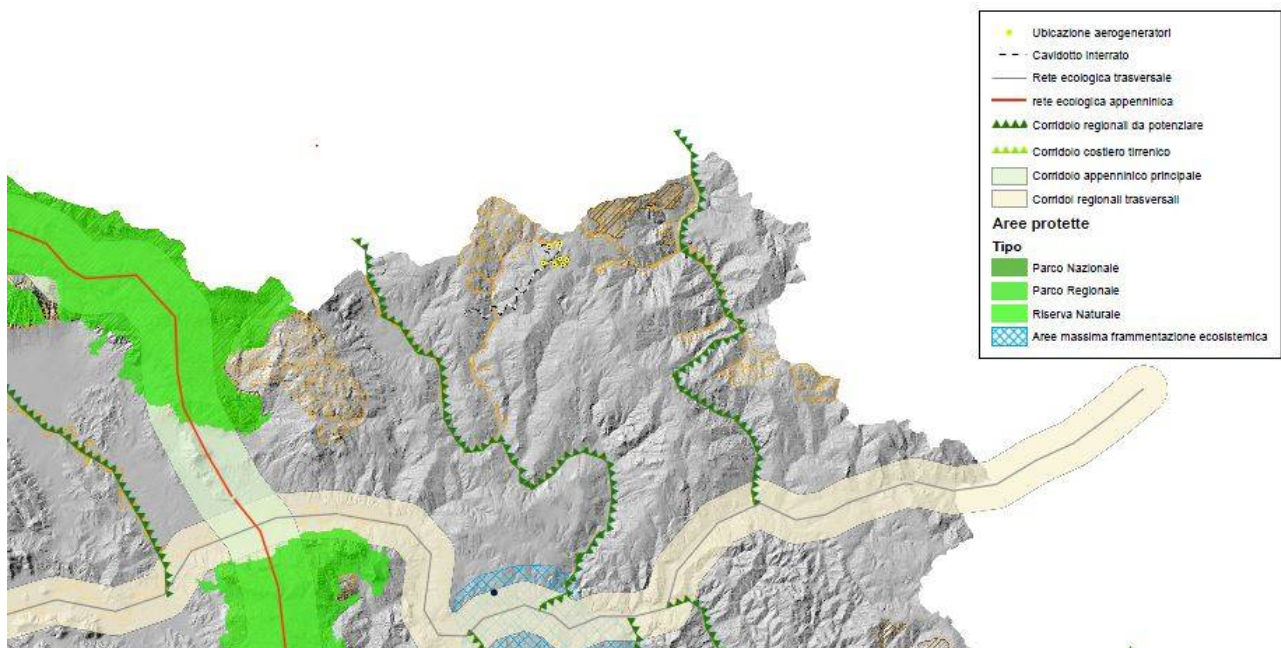 Ubicazione aerogeneratori
Cavidotto interrato
Rete ecologica trasversale
rete ecologica appenninica
Corridoio regionali da potenziare
Corridoio costiero tirrenico
Corridoio appenninico principale
Corridoi regionali trasversali
Aree protette
Tipo
Parco Nazionale
Parco Regionale
Riserva Naturale
Aree massima frammentazione ecosistemica